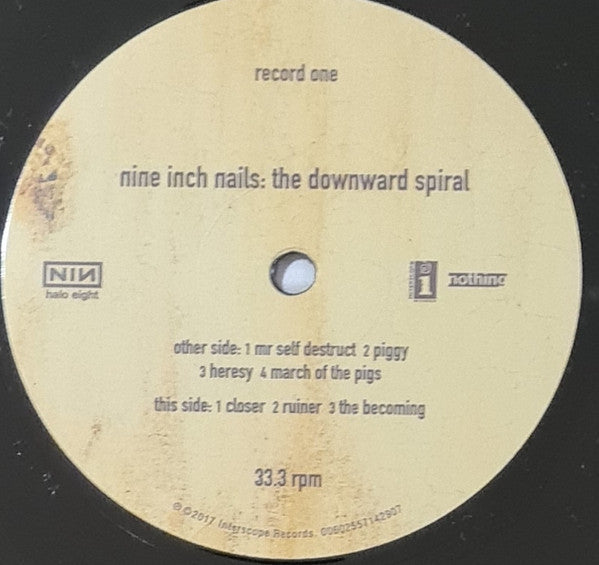 record one
nine inch nails: the downward spiral
NIN
halo eight
INTERSCOPE
i
nothing
other side: 1 mr self destruct 2 piggy
3 heresy 4 march of the pigs
this side: 1 closer 2 ruiner 3 the becoming
33.3 rpm
℗ ©2017 Interscope Records. 00602557142907